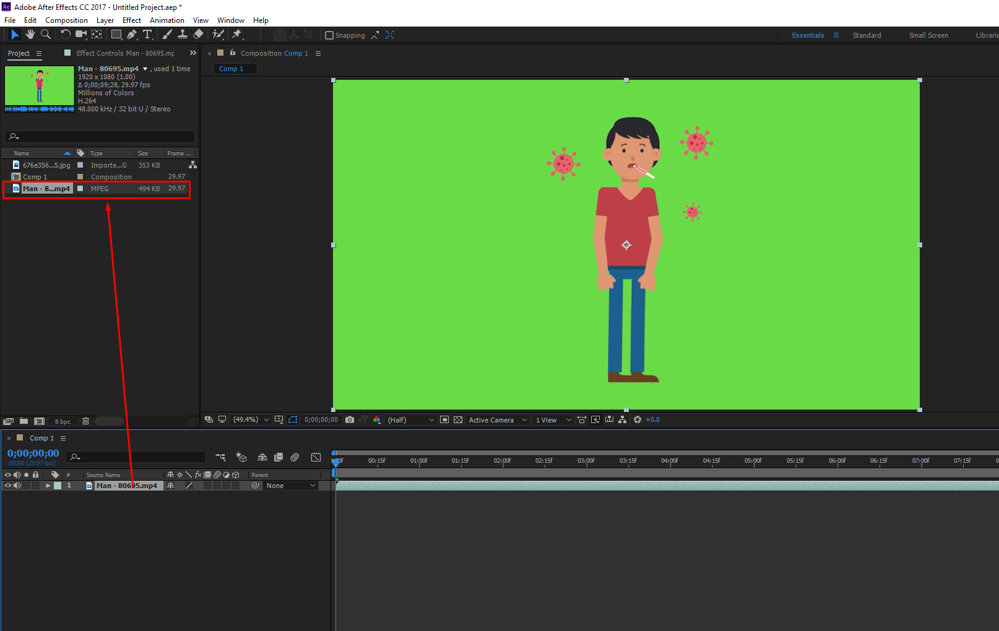 Adobe After Effects CC 2017 - Untitled Project.aep *
File Edit Composition Layer Effect Animation View Window Help
Snapping
Essentials Standard Small Screen Librarie
Project Effect Controls Man - 80695.mp
Composition Comp 1
Comp 1
Man - 80695.mp4 , used 1 time
1920 x 1080 (1.00)
Δ 0;00;09;28, 29.97 fps
Millions of Colors
H.264
48.000 kHz / 32 bit U / Stereo
Name Type Size Frame ...
676e356...5.jpg Importe...G 353 KB
Comp 1 Composition 29.97
Man - 8...mp4 MPEG 494 KB 29.97
8 bpc
(49.4%) 0;00;00;00 (Half) Active Camera 1 View +0.0
Comp 1
0;00;00;00
00000 (29.97 fps)
00:15f 01:00f 01:15f 02:00f 02:15f 03:00f 03:15f 04:00f 04:15f 05:00f 05:15f 06:00f 06:15f 07:00f 07:15f
# Source Name fx Parent
1 Man - 80695.mp4 None